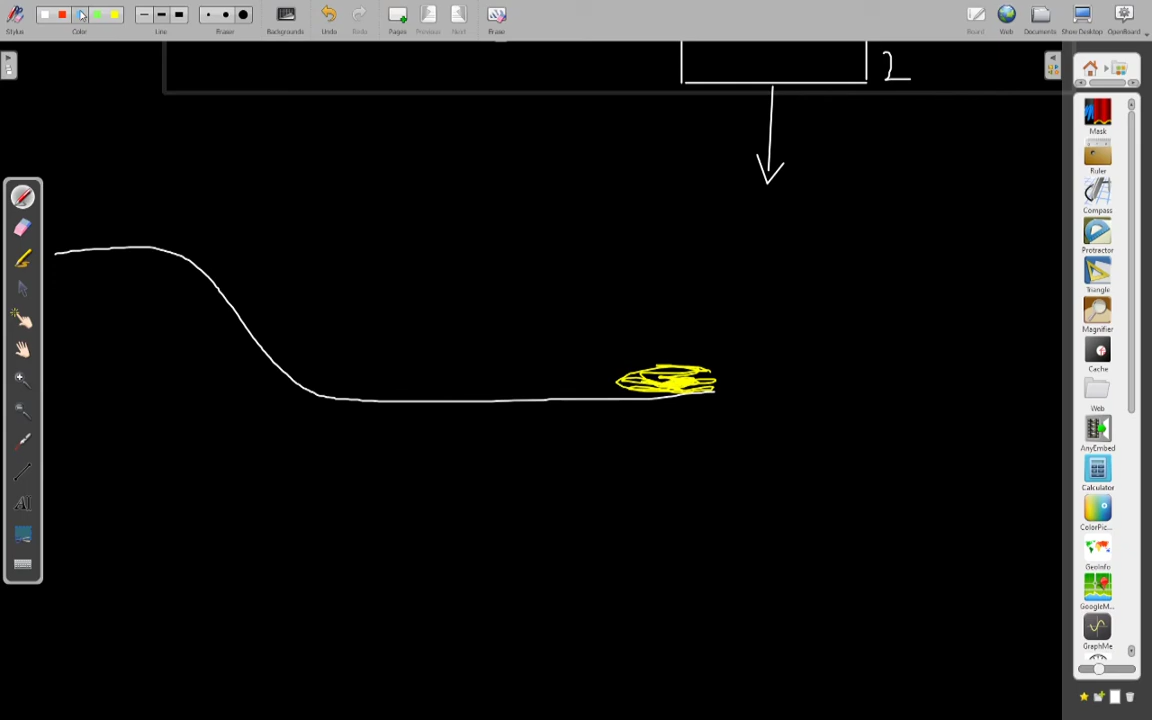 Stylus
Color
Line
Eraser
Backgrounds
Undo
Redo
Pages
Previous
Next
Erase
Board
Web
Documents
Show Desktop
OpenBoard
2
Mask
Ruler
Compass
Protractor
Triangle
Magnifier
Cache
Web
AnyEmbed
Calculator
ColorPic...
GeoInfo
GoogleM...
GraphMe
AI